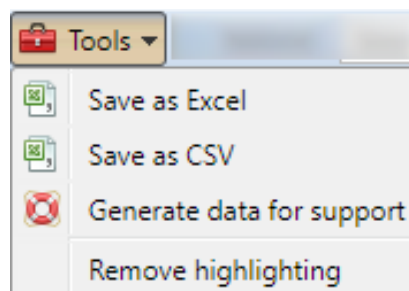 Tools
Save as Excel
Save as CSV
Generate data for support
Remove highlighting